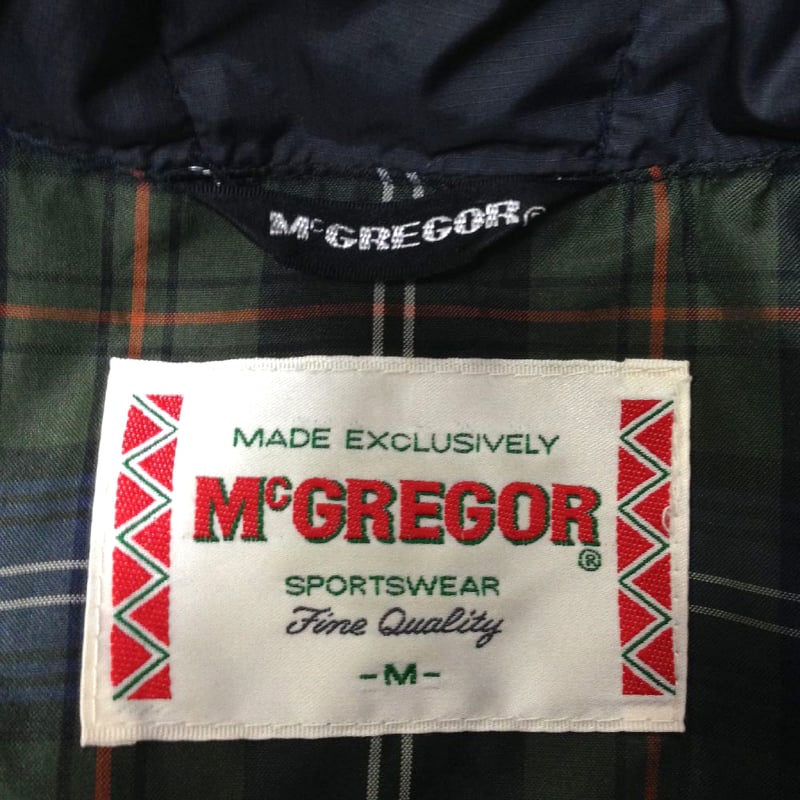 McGREGOR®
MADE EXCLUSIVELY
McGREGOR®
SPORTSWEAR
Fine Quality
-M-